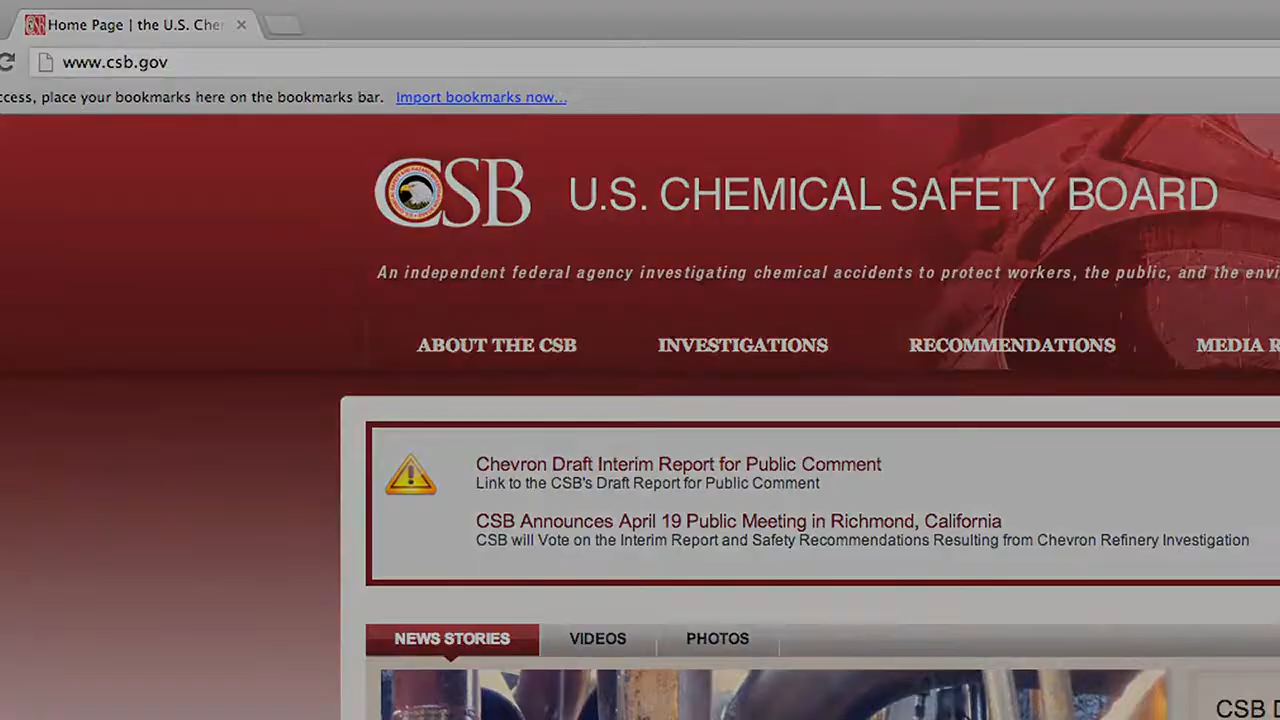 Home Page | the U.S. Che
www.csb.gov
ccess, place your bookmarks here on the bookmarks bar. Import bookmarks now...
CSB U.S. CHEMICAL SAFETY BOARD
An independent federal agency investigating chemical accidents to protect workers, the public, and the envi
ABOUT THE CSB INVESTIGATIONS RECOMMENDATIONS MEDIA R
Chevron Draft Interim Report for Public Comment
Link to the CSB's Draft Report for Public Comment
CSB Announces April 19 Public Meeting in Richmond, California
CSB will Vote on the Interim Report and Safety Recommendations Resulting from Chevron Refinery Investigation
NEWS STORIES VIDEOS PHOTOS
CSB D